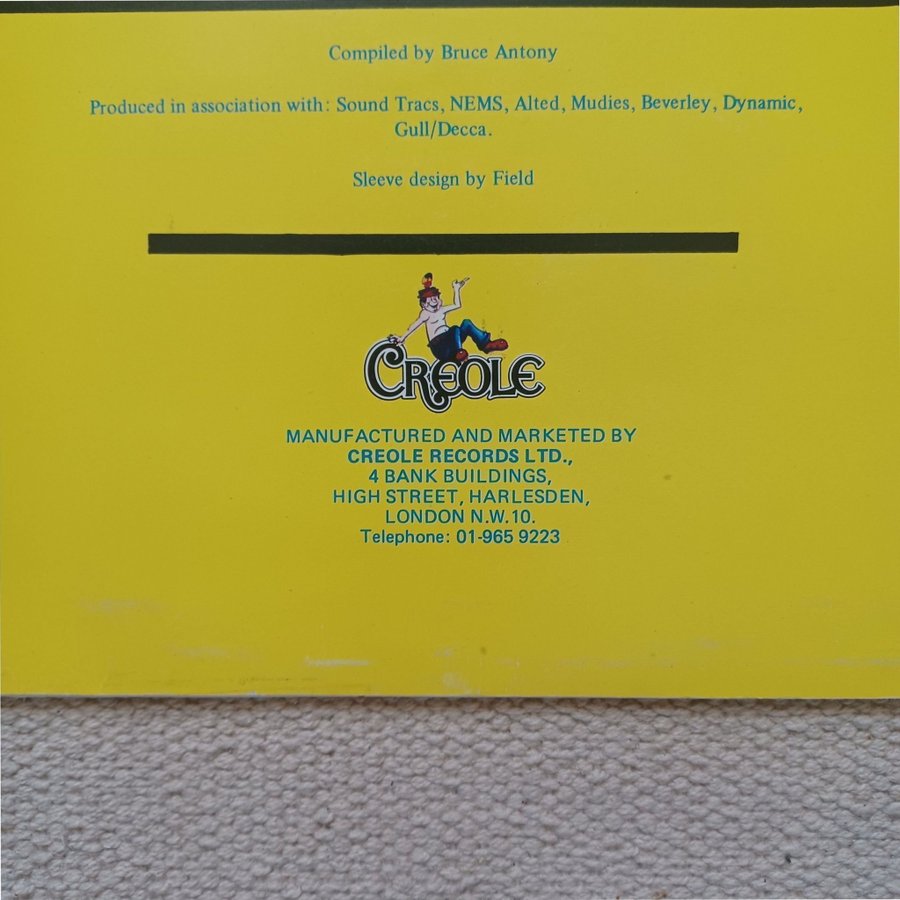 Compiled by Bruce Antony
Produced in association with: Sound Tracs, NEMS, Alted, Mudies, Beverley, Dynamic,
Gull/Decca.
Sleeve design by Field
CREOLE
MANUFACTURED AND MARKETED BY
CREOLE RECORDS LTD.,
4 BANK BUILDINGS,
HIGH STREET, HARLESDEN,
LONDON N.W.10.
Telephone: 01-965 9223